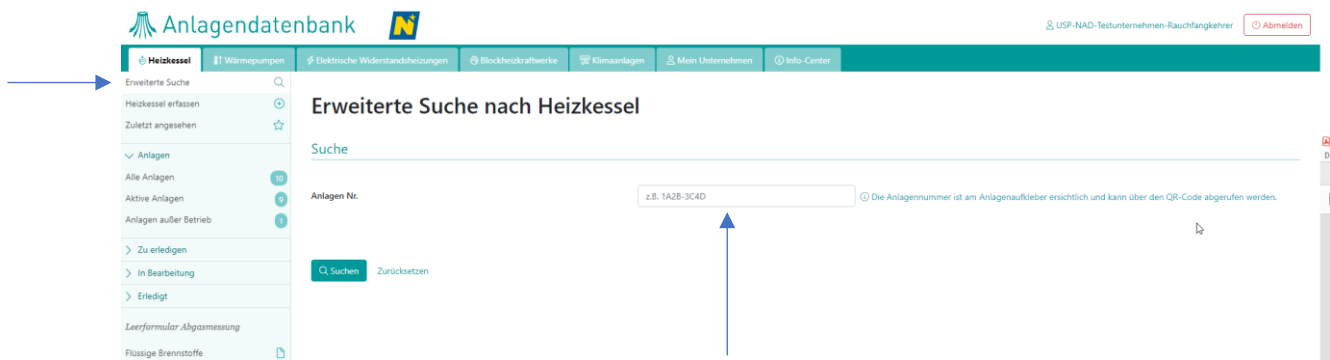 Anlagendatenbank N
USP-NAD-Testunternehmen-Rauchfangkehrer Abmelden
Heizkessel Wärmepumpen Elektrische Widerstandsheizungen Blockheizkraftwerke Klimaanlagen Mein Unternehmen Info-Center
Erweiterte Suche
Heizkessel erfassen
Zuletzt angesehen
Anlagen
Alle Anlagen 10
Aktive Anlagen 9
Anlagen außer Betrieb 1
Zu erledigen
In Bearbeitung
Erledigt
Leerformular Abgasmessung
Flüssige Brennstoffe
Erweiterte Suche nach Heizkessel
Suche
Anlagen Nr. z.B. 1A2B-3C4D Die Anlagennummer ist am Anlagenaufkleber ersichtlich und kann über den QR-Code abgerufen werden.
Suchen Zurücksetzen
D